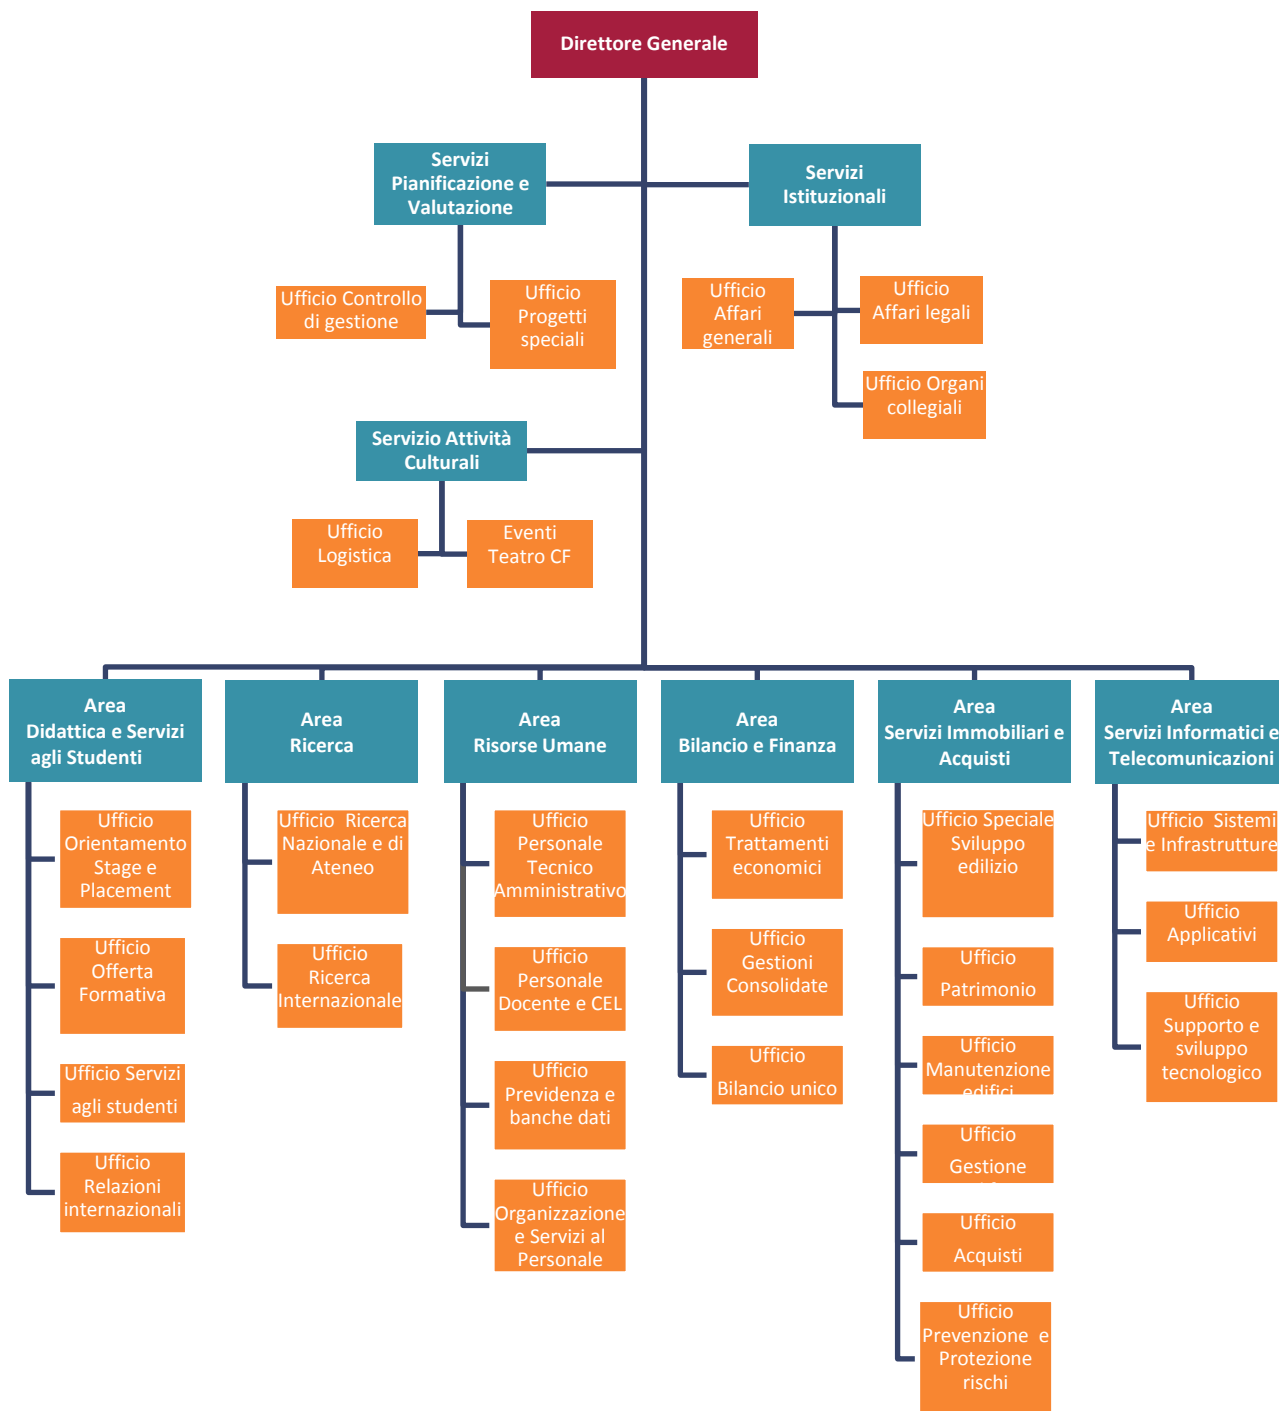 Direttore Generale
Servizi
Pianificazione e
Valutazione
Servizi
Istituzionali
Ufficio Controllo
di gestione
Ufficio
Progetti
speciali
Ufficio
Affari
generali
Ufficio
Affari legali
Ufficio Organi
collegiali
Servizio Attività
Culturali
Ufficio
Logistica
Eventi
Teatro CF
Area
Didattica e Servizi
agli Studenti
Area
Ricerca
Area
Risorse Umane
Area
Bilancio e Finanza
Area
Servizi Immobiliari e
Acquisti
Area
Servizi Informatici e
Telecomunicazioni
Ufficio
Orientamento
Stage e
Placement
Ufficio
Offerta
Formativa
Ufficio Servizi
agli studenti
Ufficio
Relazioni
internazionali
Ufficio Ricerca
Nazionale e di
Ateneo
Ufficio
Ricerca
Internazionale
Ufficio
Personale
Tecnico
Amministrativo
Ufficio
Personale
Docente e CEL
Ufficio
Previdenza e
banche dati
Ufficio
Organizzazione
e Servizi al
Personale
Ufficio
Trattamenti
economici
Ufficio
Gestioni
Consolidate
Ufficio
Bilancio unico
Ufficio Speciale
Sviluppo
edilizio
Ufficio
Patrimonio
Ufficio
Manutenzione
edifici
Ufficio
Gestione
Ufficio
Acquisti
Ufficio
Prevenzione e
Protezione
rischi
Ufficio Sistemi
e Infrastrutture
Ufficio
Applicativi
Ufficio
Supporto e
sviluppo
tecnologico